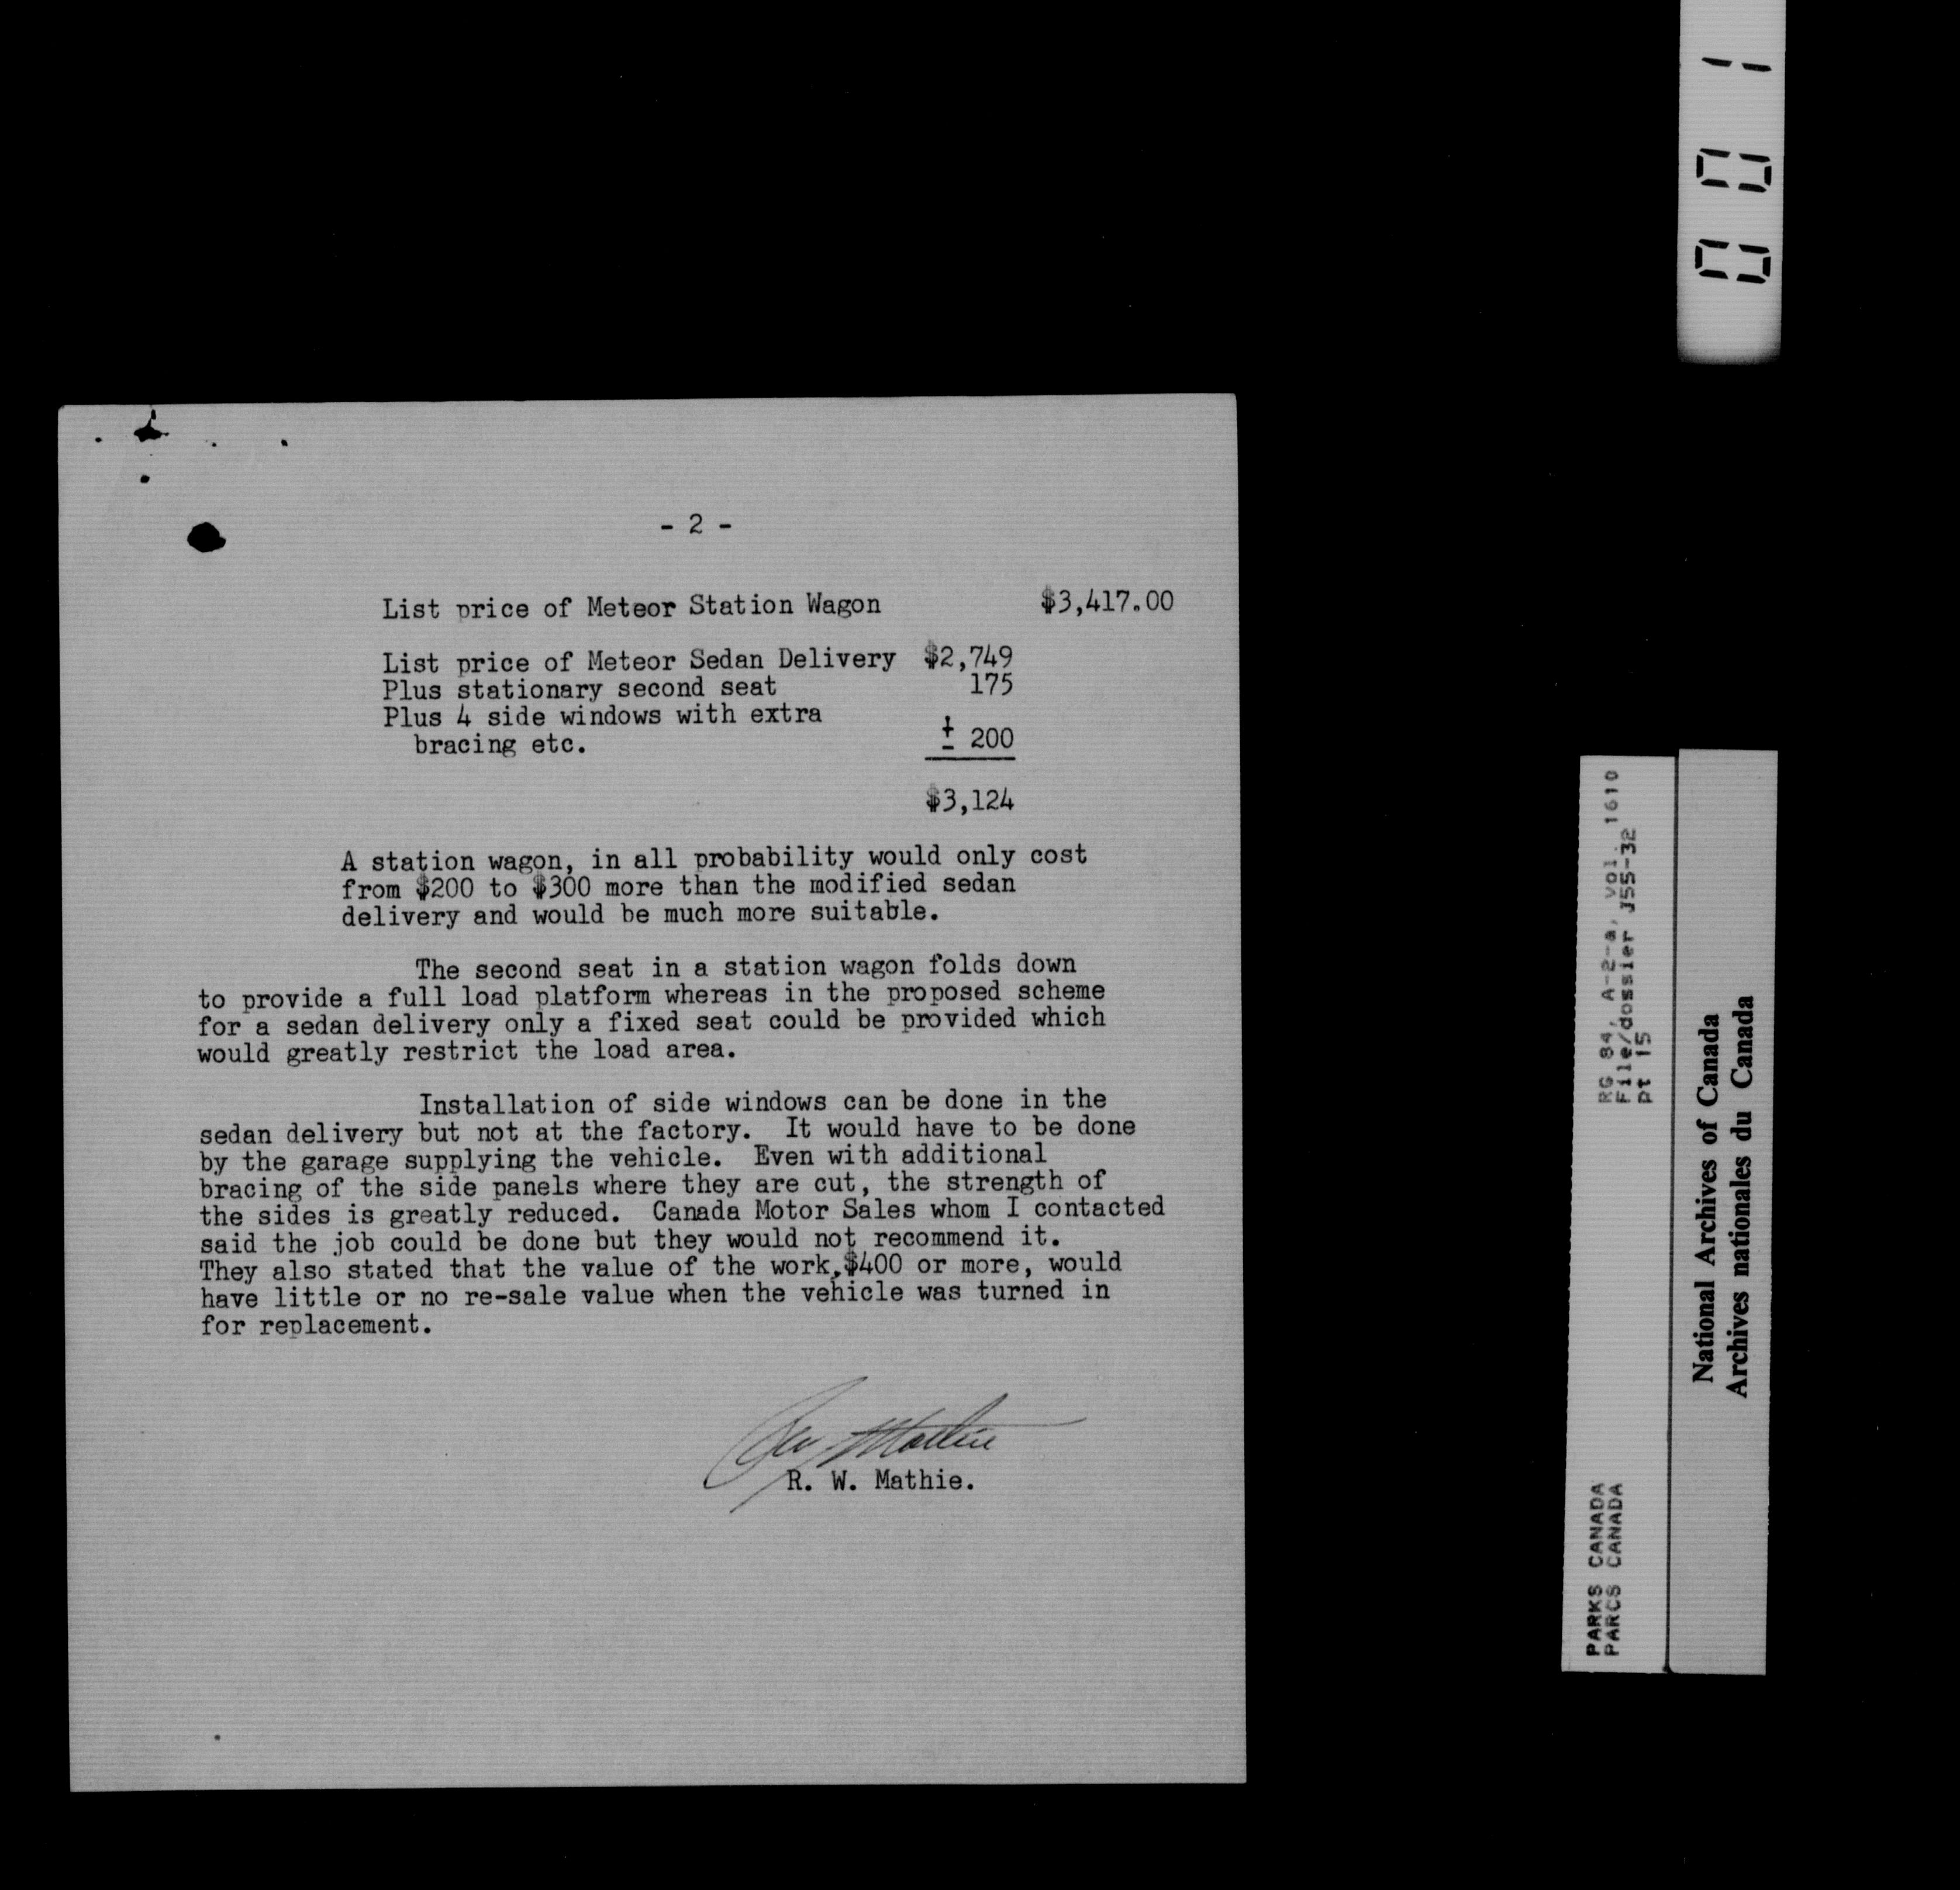 - 2 -
List price of Meteor Station Wagon $3,417.00
List price of Meteor Sedan Delivery $2,749
Plus stationary second seat 175
Plus 4 side windows with extra
bracing etc. ± 200
$3,124
A station wagon, in all probability would only cost
from $200 to $300 more than the modified sedan
delivery and would be much more suitable.
The second seat in a station wagon folds down
to provide a full load platform whereas in the proposed scheme
for a sedan delivery only a fixed seat could be provided which
would greatly restrict the load area.
Installation of side windows can be done in the
sedan delivery but not at the factory. It would have to be done
by the garage supplying the vehicle. Even with additional
bracing of the side panels where they are cut, the strength of
the sides is greatly reduced. Canada Motor Sales whom I contacted
said the job could be done but they would not recommend it.
They also stated that the value of the work,$400 or more, would
have little or no re-sale value when the vehicle was turned in
for replacement.
R. W. Mathie.
001
PARKS CANADA
PARCS CANADA
RG 84, A-2-a, vol. 1610
File/dossier J55-32
pt 15
National Archives of Canada
Archives nationales du Canada